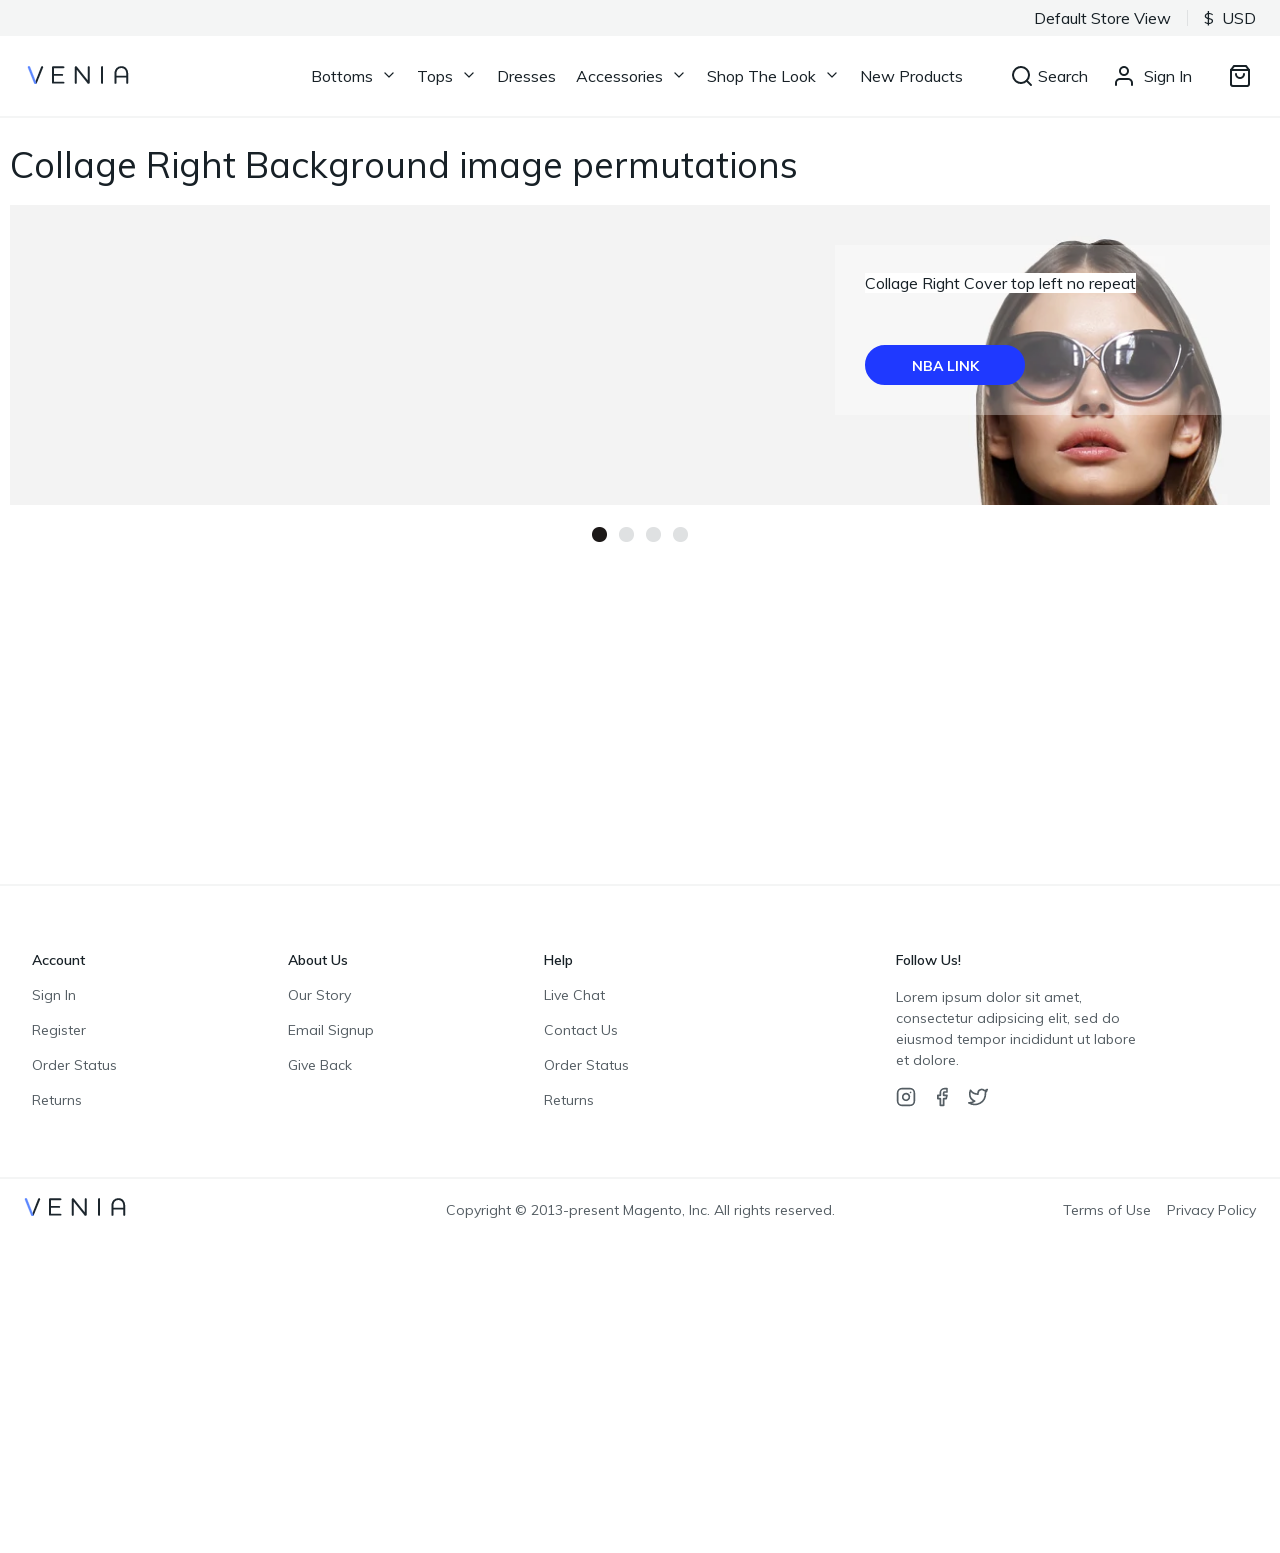 Default Store View
$ USD
VENIA
Bottoms
Tops
Dresses
Accessories
Shop The Look
New Products
Search
Sign In
Collage Right Background image permutations
Collage Right Cover top left no repeat
NBA LINK
Account
Sign In
Register
Order Status
Returns
About Us
Our Story
Email Signup
Give Back
Help
Live Chat
Contact Us
Order Status
Returns
Follow Us!
Lorem ipsum dolor sit amet,
consectetur adipsicing elit, sed do
eiusmod tempor incididunt ut labore
et dolore.
VENIA
Copyright © 2013-present Magento, Inc. All rights reserved.
Terms of Use
Privacy Policy